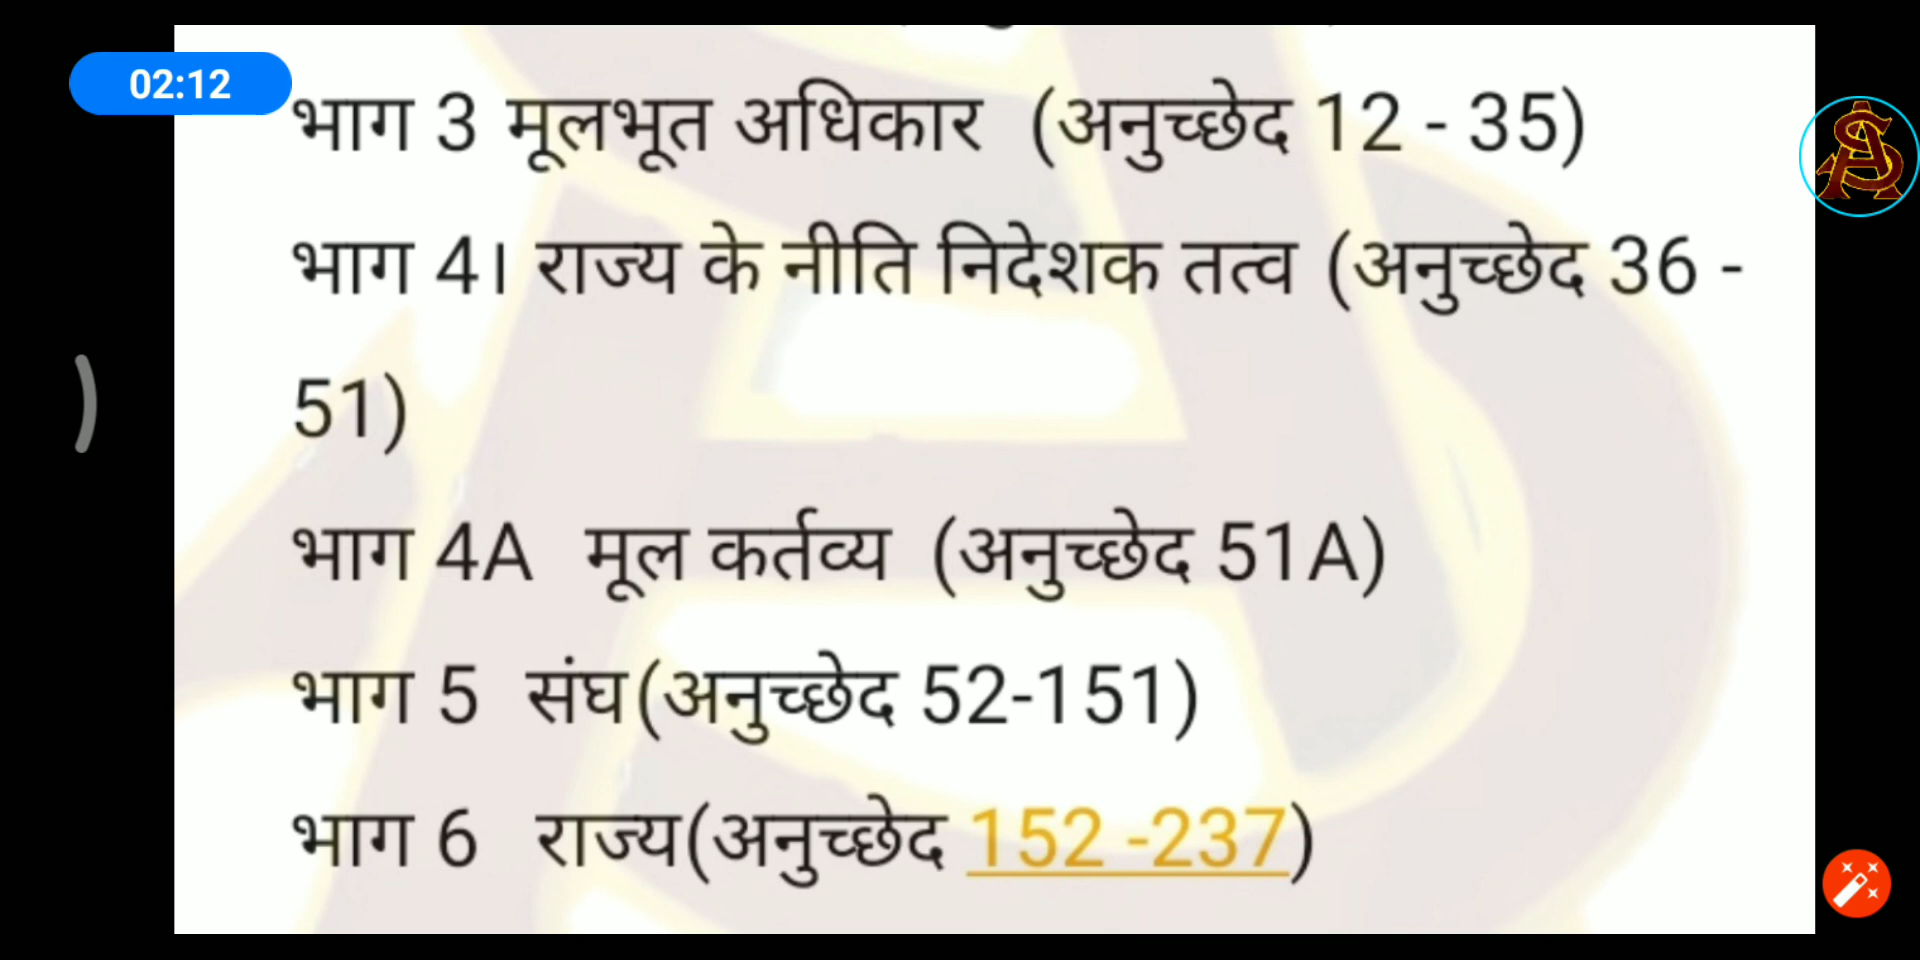 02:12
भाग 3 मूलभूत अधिकार (अनुच्छेद 12 - 35)
भाग 4। राज्य के नीति निदेशक तत्व (अनुच्छेद 36 -
51)
भाग 4A मूल कर्तव्य (अनुच्छेद 51A)
भाग 5 संघ(अनुच्छेद 52-151)
भाग 6 राज्य(अनुच्छेद 152 -237)